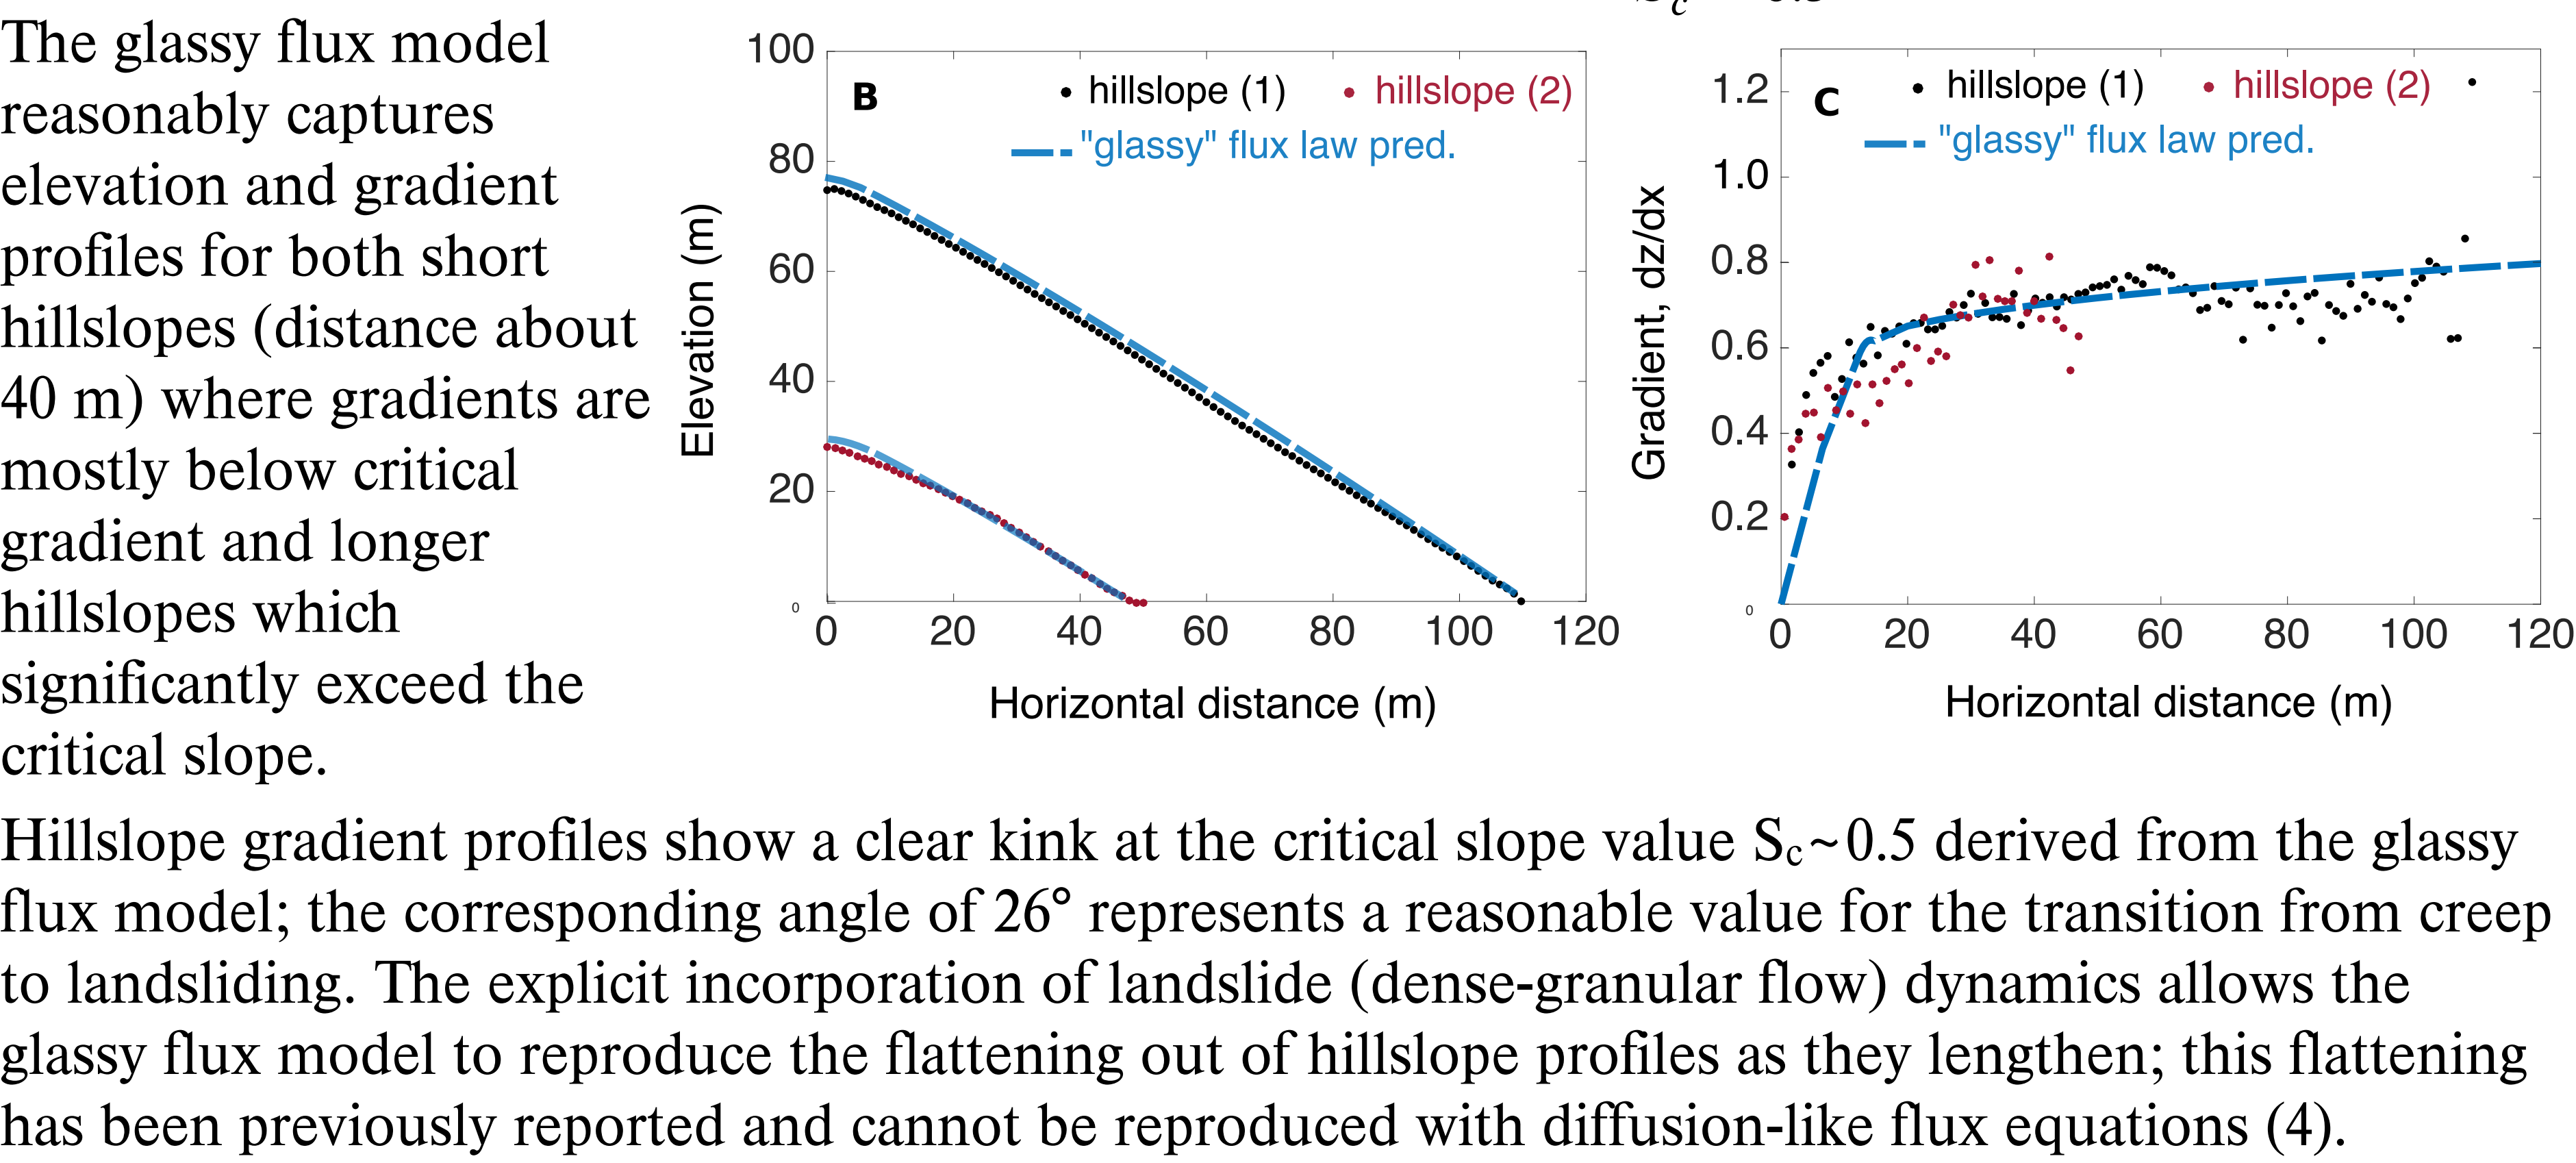 The glassy flux model
reasonably captures
elevation and gradient
profiles for both short
hillslopes (distance about
40 m) where gradients are
mostly below critical
gradient and longer
hillslopes which
significantly exceed the
critical slope.
B
hillslope (1)
hillslope (2)
"glassy" flux law pred.
Elevation (m)
100
80
60
40
20
0
0 20 40 60 80 100 120
Horizontal distance (m)
C
hillslope (1)
hillslope (2)
"glassy" flux law pred.
Gradient, dz/dx
1.2
1.0
0.8
0.6
0.4
0.2
0
0 20 40 60 80 100 120
Horizontal distance (m)
Hillslope gradient profiles show a clear kink at the critical slope value Sc~0.5 derived from the glassy
flux model; the corresponding angle of 26° represents a reasonable value for the transition from creep
to landsliding. The explicit incorporation of landslide (dense-granular flow) dynamics allows the
glassy flux model to reproduce the flattening out of hillslope profiles as they lengthen; this flattening
has been previously reported and cannot be reproduced with diffusion-like flux equations (4).